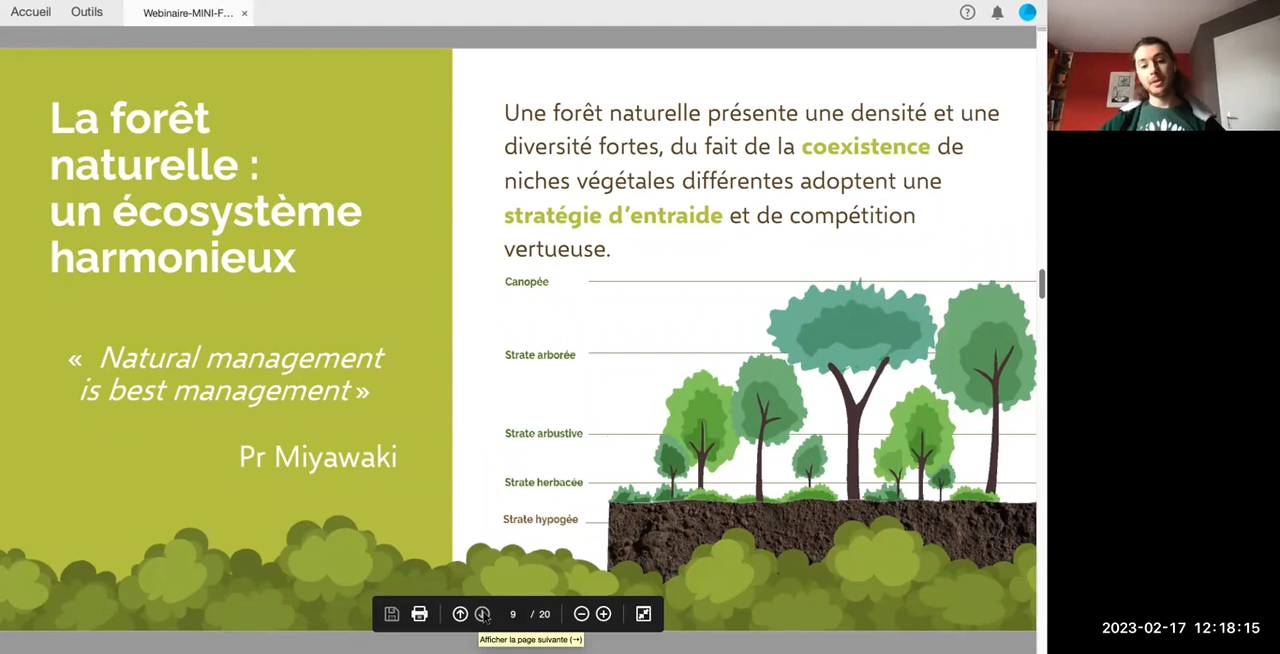 Accueil
Outils
Webinaire-MINI-F... ×
La forêt
naturelle :
un écosystème
harmonieux
« Natural management
is best management »
Pr Miyawaki
Une forêt naturelle présente une densité et une
diversité fortes, du fait de la coexistence de
niches végétales différentes adoptent une
stratégie d’entraide et de compétition
vertueuse.
Canopée
Strate arborée
Strate arbustive
Strate herbacée
Strate hypogée
9 / 20
Afficher la page suivante (→)
2023-02-17 12:18:15